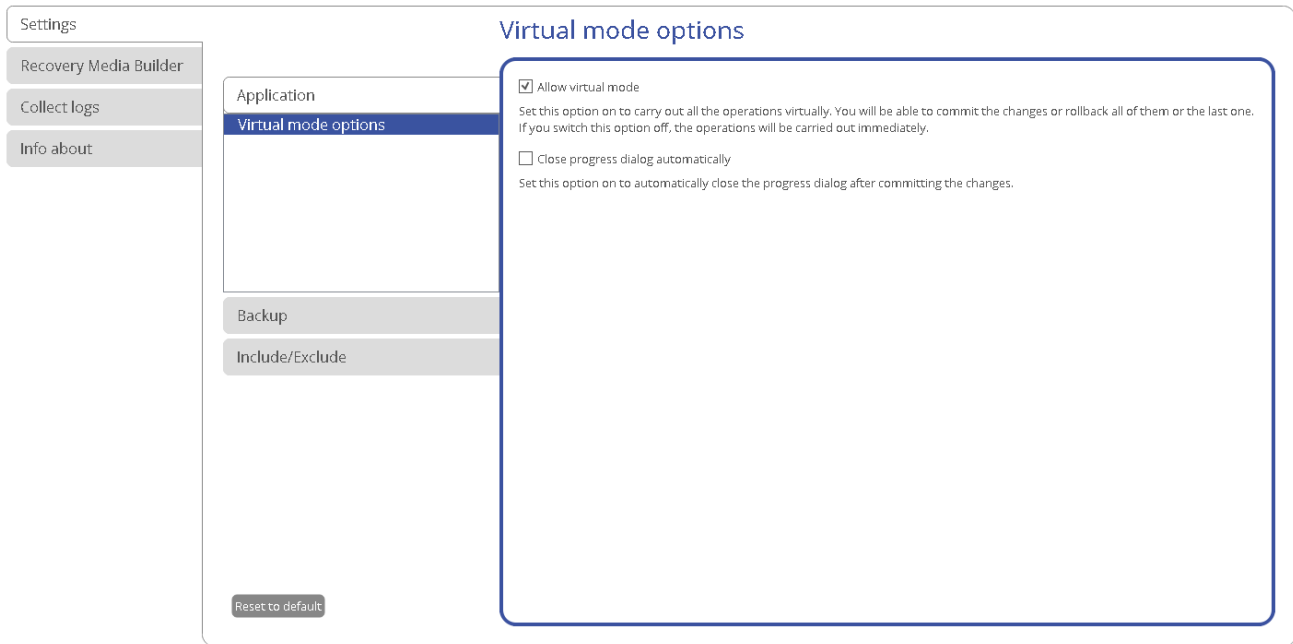 Settings
Recovery Media Builder
Collect logs
Info about
Application
Virtual mode options
Backup
Include/Exclude
Reset to default
Virtual mode options
Allow virtual mode
Set this option on to carry out all the operations virtually. You will be able to commit the changes or rollback all of them or the last one.
If you switch this option off, the operations will be carried out immediately.
Close progress dialog automatically
Set this option on to automatically close the progress dialog after committing the changes.